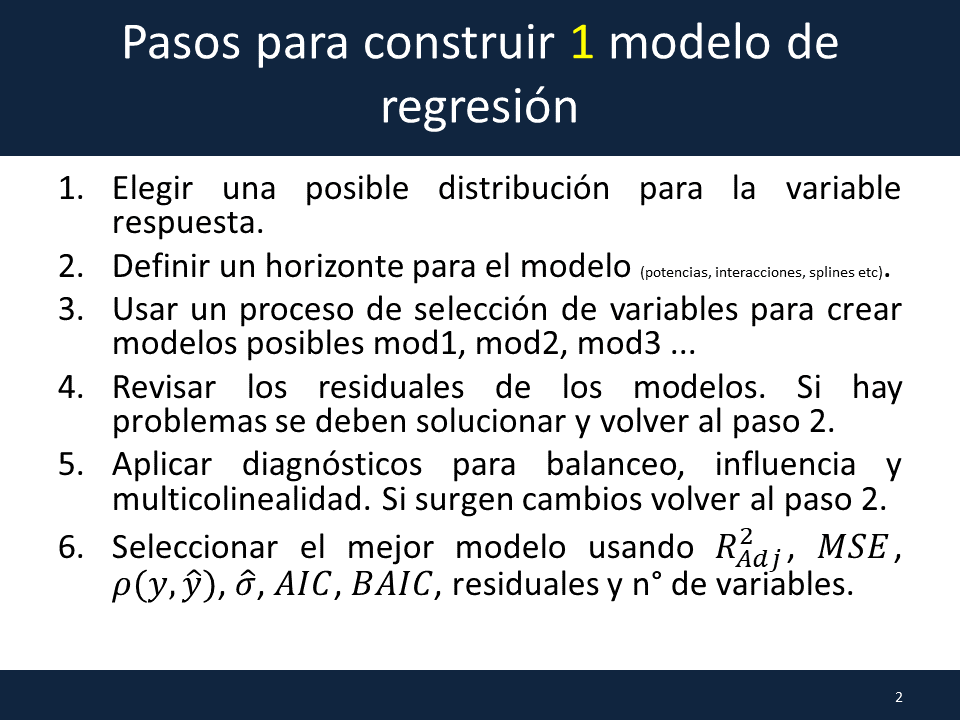 Pasos para construir 1 modelo de
regresión
1. Elegir una posible distribución para la variable
respuesta.
2. Definir un horizonte para el modelo (potencias, interacciones, splines etc).
3. Usar un proceso de selección de variables para crear
modelos posibles mod1, mod2, mod3 ...
4. Revisar los residuales de los modelos. Si hay
problemas se deben solucionar y volver al paso 2.
5. Aplicar diagnósticos para balanceo, influencia y
multicolinealidad. Si surgen cambios volver al paso 2.
6. Seleccionar el mejor modelo usando $R^2_{Adj}$, $MSE$,
$\rho(y, \hat{y})$, $\hat{\sigma}$, $AIC$, $BAIC$, residuales y n° de variables.
2